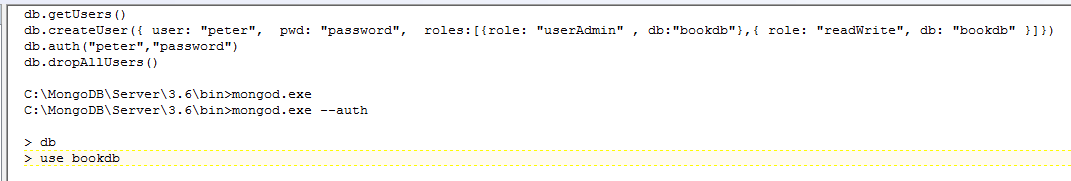 db.getUsers()
db.createUser({ user: "peter",  pwd: "password",  roles:[{role: "userAdmin" , db:"bookdb"},{ role: "readWrite", db: "bookdb" }]})
db.auth("peter","password")
db.dropAllUsers()
C:\MongoDB\Server\3.6\bin>mongod.exe
C:\MongoDB\Server\3.6\bin>mongod.exe --auth
> db
> use bookdb